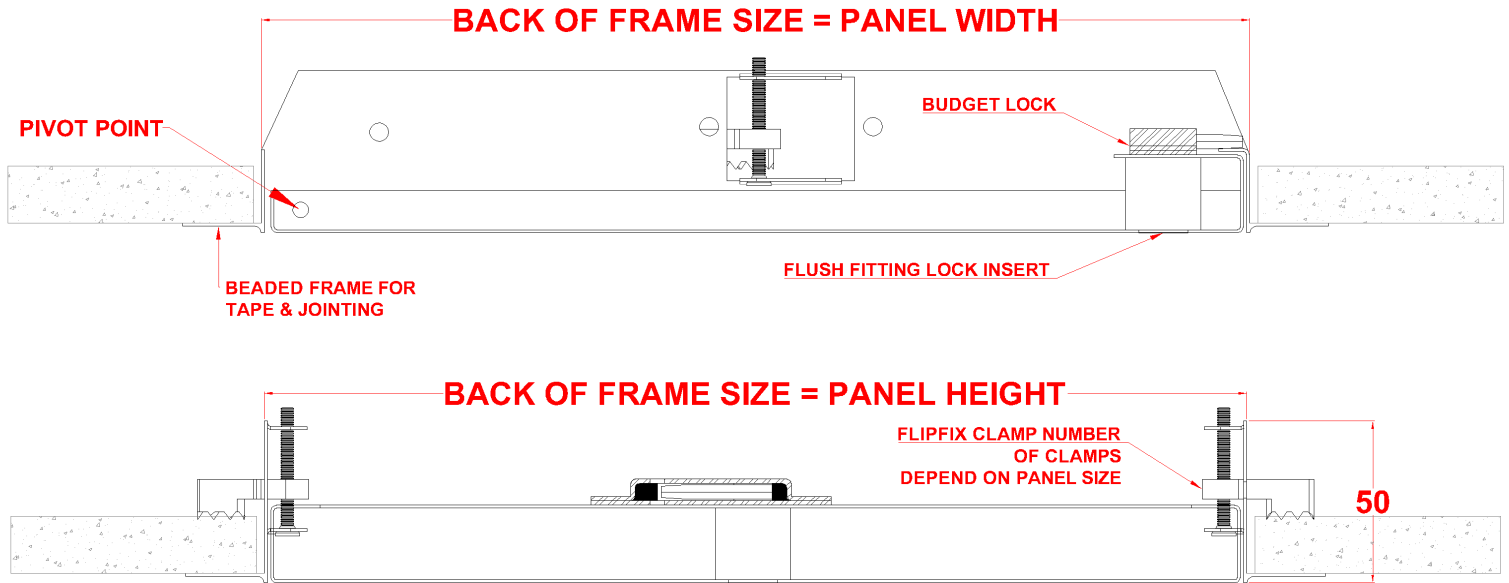 BACK OF FRAME SIZE = PANEL WIDTH
BUDGET LOCK
PIVOT POINT
FLUSH FITTING LOCK INSERT
BEADED FRAME FOR
TAPE & JOINTING
BACK OF FRAME SIZE = PANEL HEIGHT
FLIPFIX CLAMP NUMBER
OF CLAMPS
DEPEND ON PANEL SIZE
50